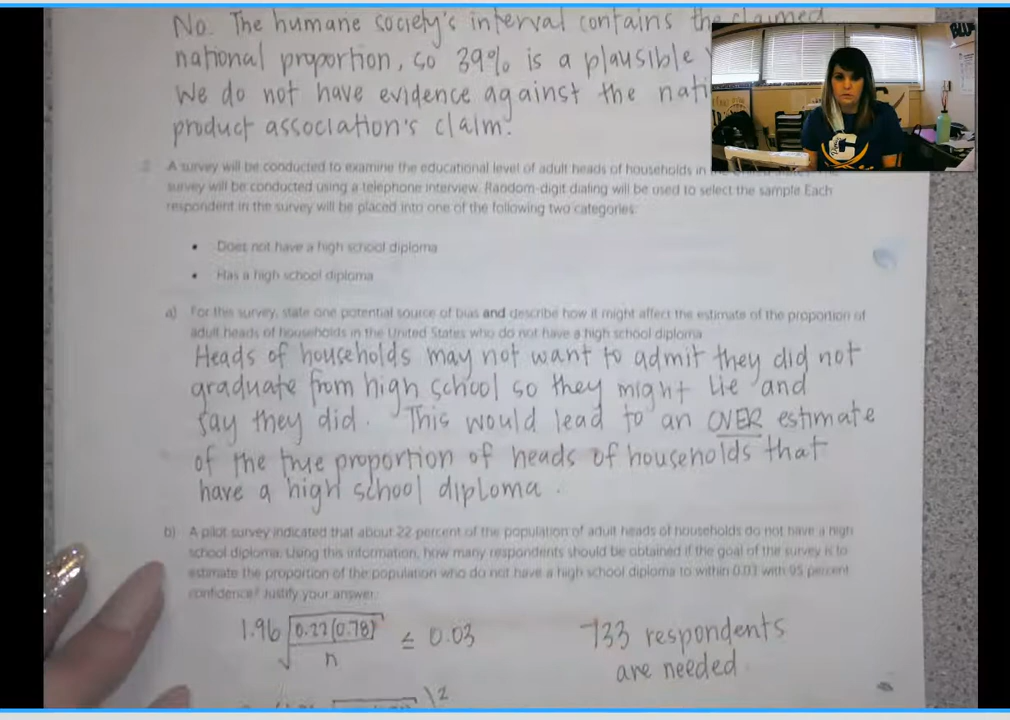 No. The humane society's interval contains the claimed
national proportion, so 39% is a plausible
We do not have evidence against the nati
product association's claim.
2. A survey will be conducted to examine the educational level of adult heads of households in
survey will be conducted using a telephone interview. Random-digit dialing will be used to select the sample. Each
respondent in the survey will be placed into one of the following two categories:
• Does not have a high school diploma
• Has a high school diploma
a) For this survey, state one potential source of bias and describe how it might affect the estimate of the proportion of
adult heads of households in the United States who do not have a high school diploma
Heads of households may not want to admit they did not
graduate from high school so they might lie and
say they did. This would lead to an OVER estimate
of the true proportion of heads of households that
have a high school diploma.
b) A pilot survey indicated that about 22 percent of the population of adult heads of households do not have a high
school diploma. Using this information, how many respondents should be obtained if the goal of the survey is to
estimate the proportion of the population who do not have a high school diploma to within 0.03 with 95 percent
confidence? Justify your answer.
1.96 √(0.22(0.78)/n) ≤ 0.03
733 respondents
are needed